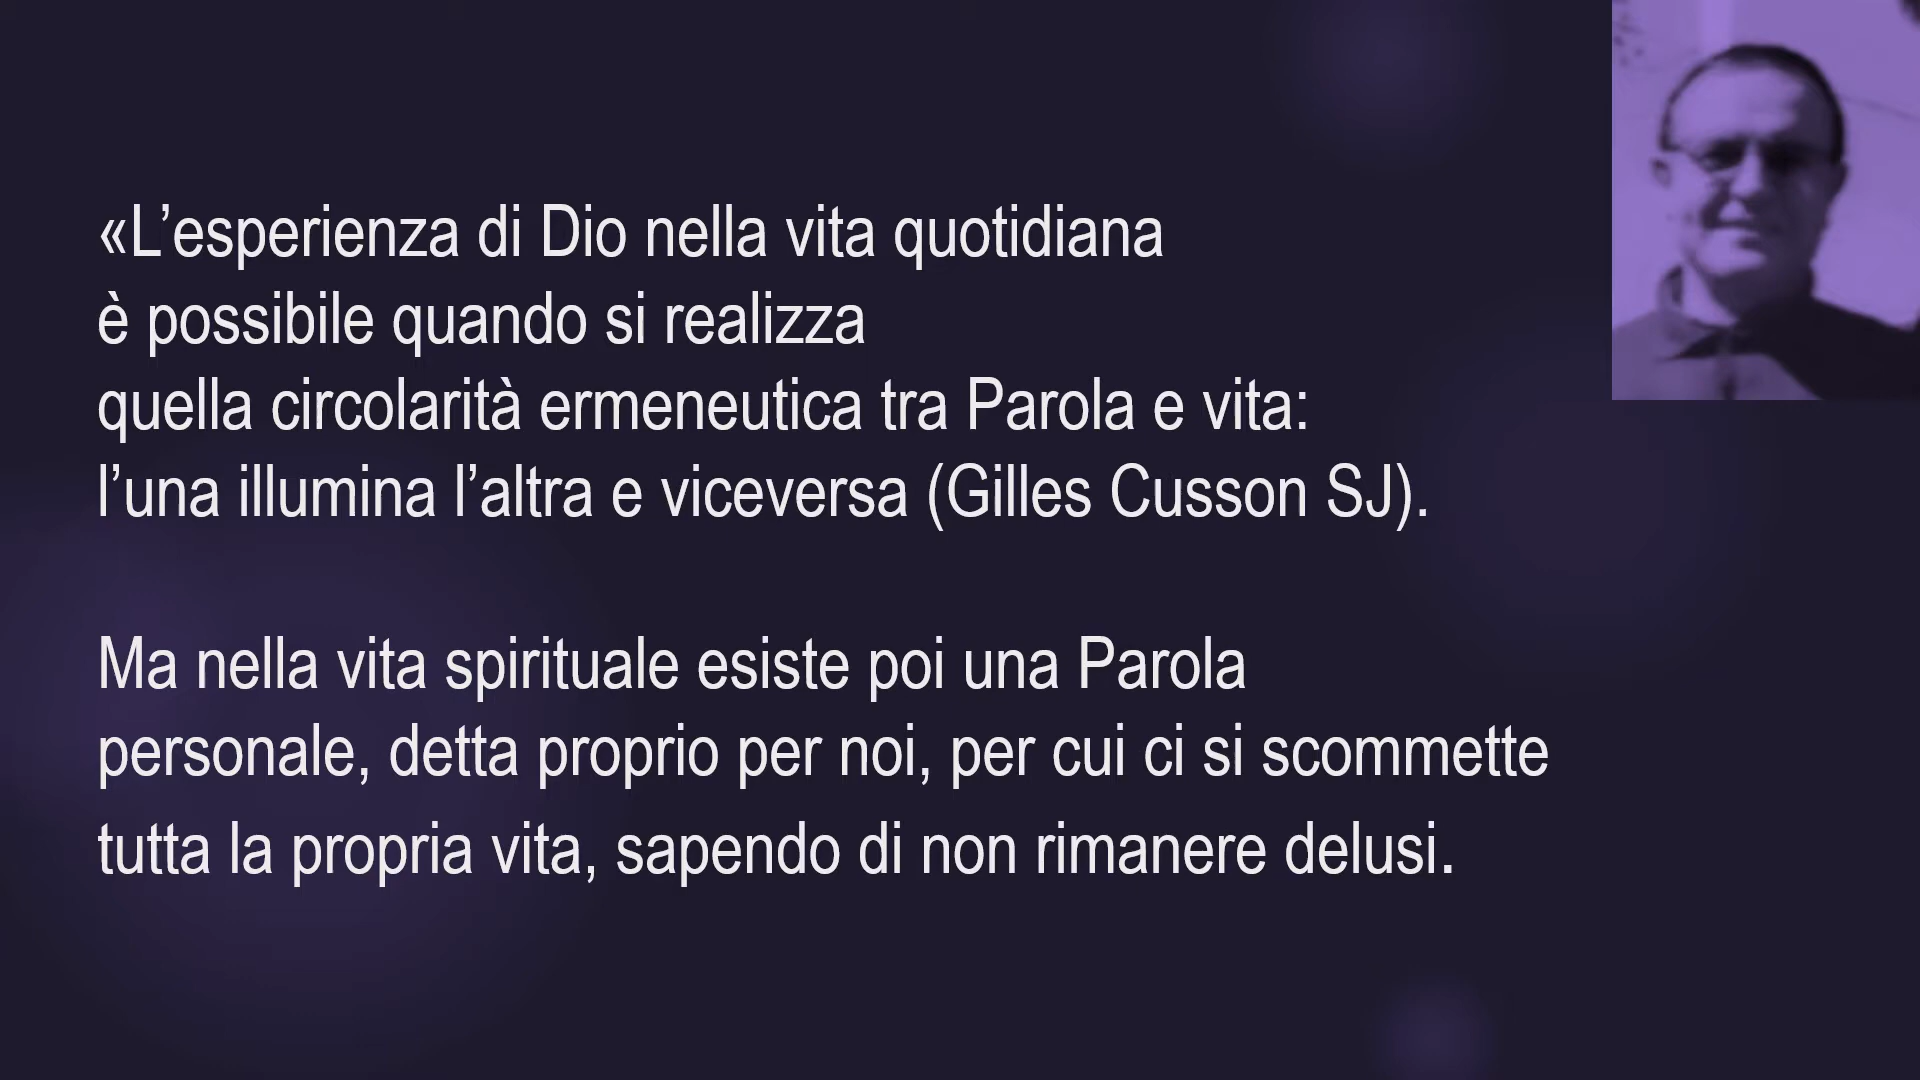 «L’esperienza di Dio nella vita quotidiana
è possibile quando si realizza
quella circolarità ermeneutica tra Parola e vita:
l’una illumina l’altra e viceversa (Gilles Cusson SJ).
Ma nella vita spirituale esiste poi una Parola
personale, detta proprio per noi, per cui ci si scommette
tutta la propria vita, sapendo di non rimanere delusi.